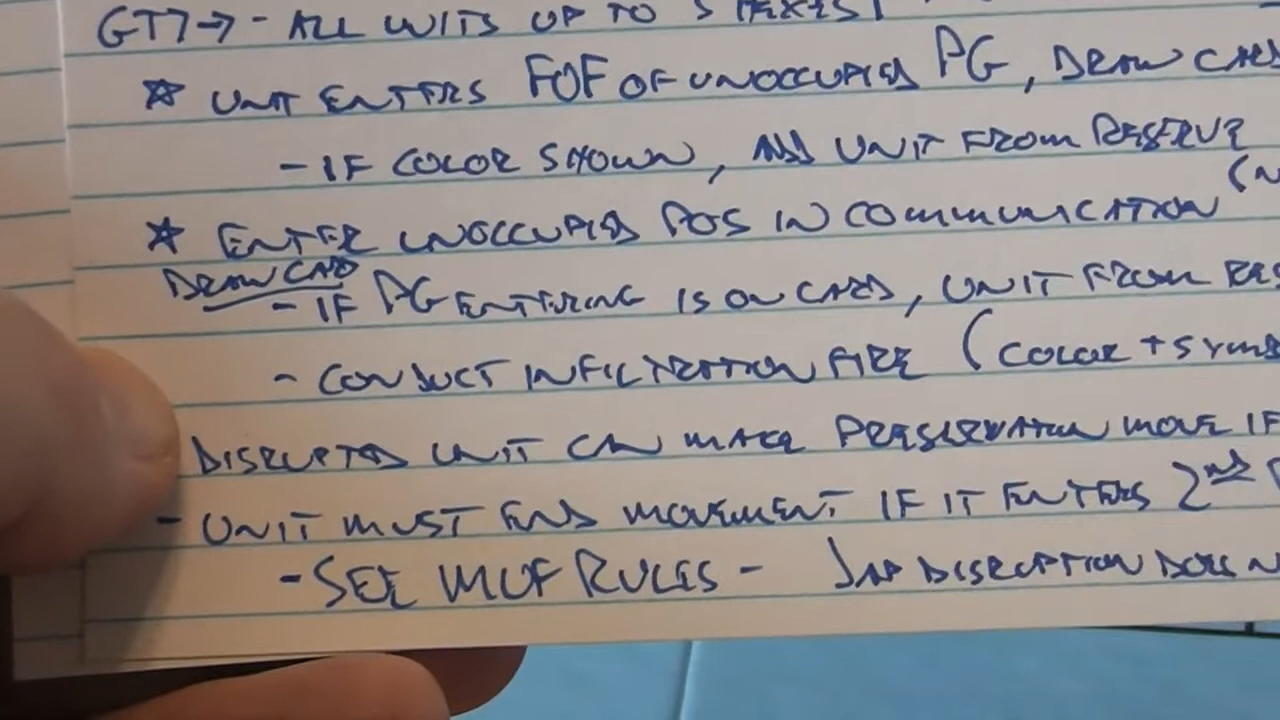 GT7→ - ALL UNITS UP TO 3 HEXES
☆ UNIT ENTERS FOF OF UNOCCUPIED PG, DRAW CARD
- IF COLOR SHOWN, ADD UNIT FROM RESERVE
☆ ENTER UNOCCUPIED POS IN COMMUNICATION
DRAW CARD
- IF PG ENTERING IS ON CARD, UNIT FROM
- CONDUCT INFILTRATION FIRE (COLOR +
DISRUPTED UNIT CAN MAKE PRESERVATION MOVE IF
- UNIT MUST END MOVEMENT IF IT ENTERS 2ND
- SEE MOF RULES - JAP DISRUPTION DOES